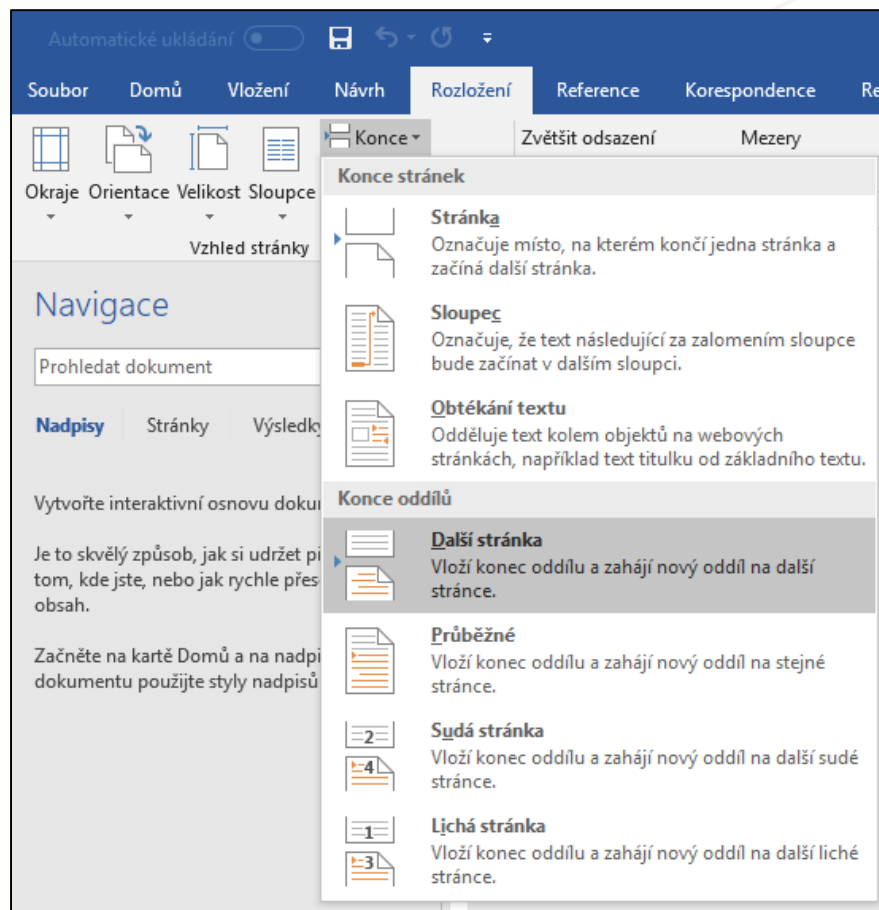 Automatické ukládání
Soubor Domů Vložení Návrh Rozložení Reference Korespondence Re
Konce Zvětšit odsazení Mezery
Okraje Orientace Velikost Sloupce
Vzhled stránky
Konce stránek
Stránka
Označuje místo, na kterém končí jedna stránka a
začíná další stránka.
Sloupec
Označuje, že text následující za zalomením sloupce
bude začínat v dalším sloupci.
Obtékání textu
Odděluje text kolem objektů na webových
stránkách, například text titulku od základního textu.
Konce oddílů
Další stránka
Vloží konec oddílu a zahájí nový oddíl na další
stránce.
Průběžné
Vloží konec oddílu a zahájí nový oddíl na stejné
stránce.
2
4
Sudá stránka
Vloží konec oddílu a zahájí nový oddíl na další sudé
stránce.
1
3
Lichá stránka
Vloží konec oddílu a zahájí nový oddíl na další liché
stránce.
Navigace
Prohledat dokument
Nadpisy Stránky Výsledky
Vytvořte interaktivní osnovu doku
Je to skvělý způsob, jak si udržet p
tom, kde jste, nebo jak rychle přes
obsah.
Začněte na kartě Domů a na nadpi
dokumentu použijte styly nadpisů